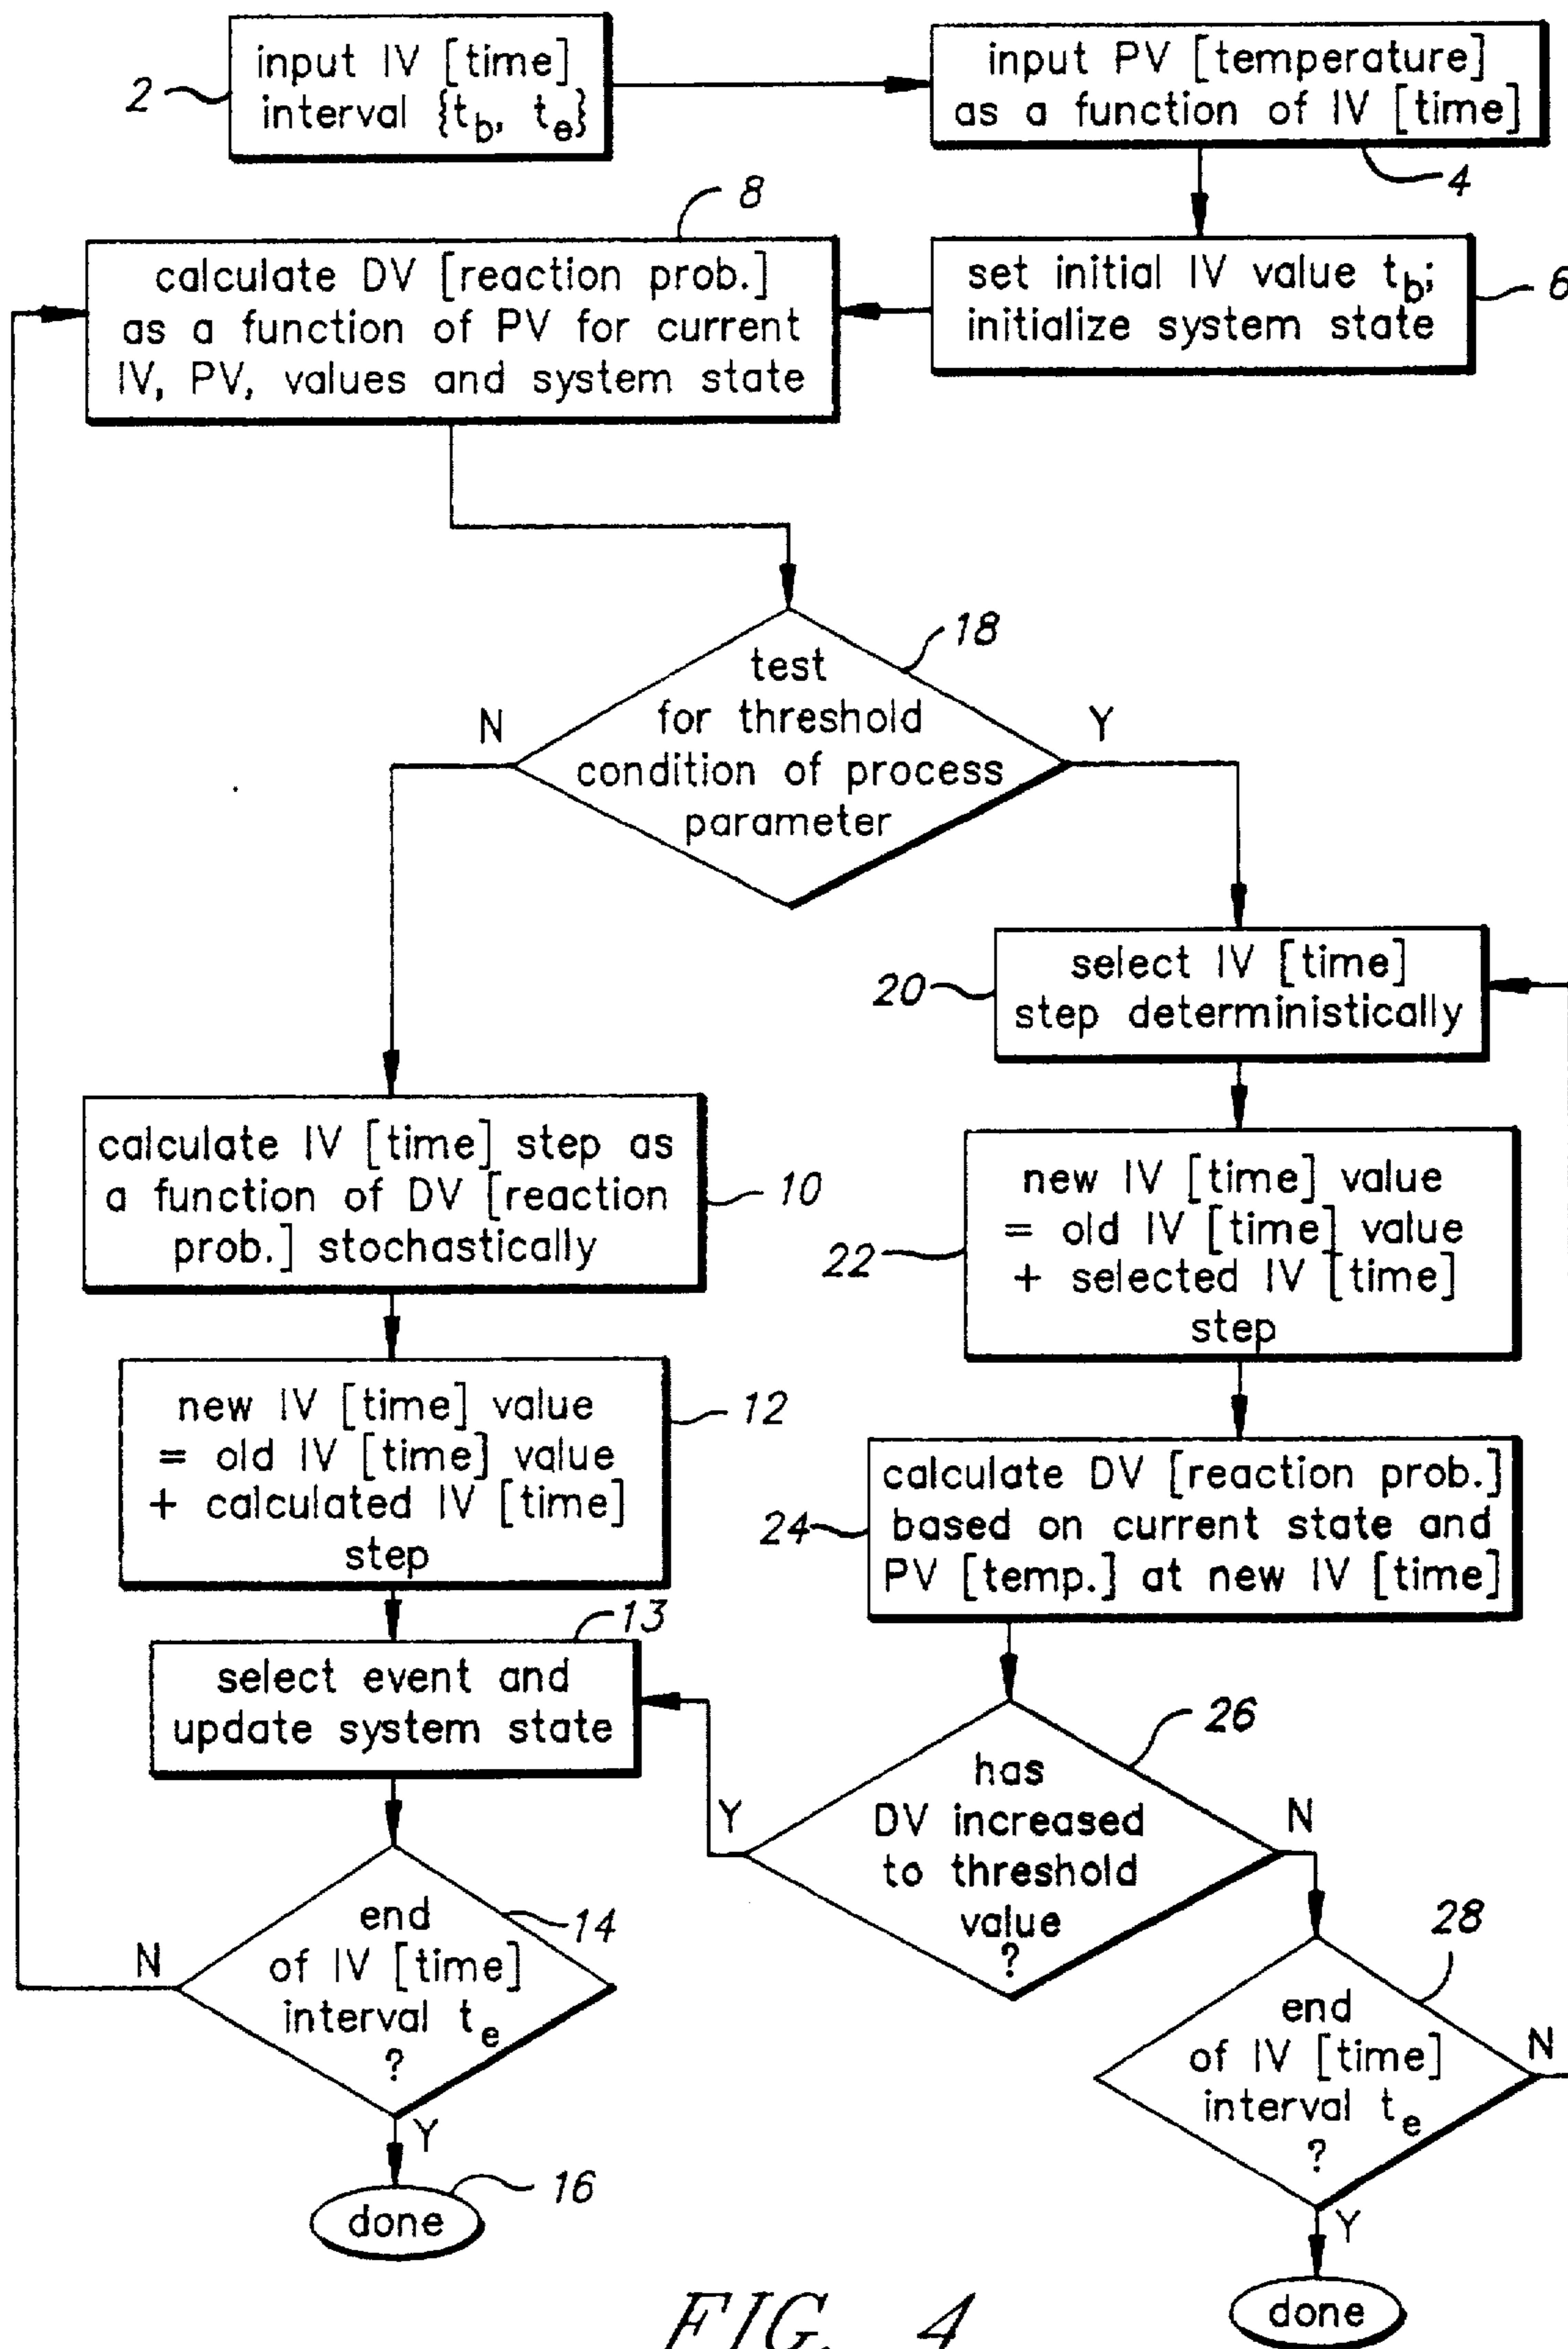 2
input IV [time]
interval {t_b, t_e}
input PV [temperature]
as a function of IV [time]
4
8
calculate DV [reaction prob.]
as a function of PV for current
IV, PV, values and system state
set initial IV value t_b;
initialize system state
6
18
test
for threshold
condition of process
parameter
N
Y
20
select IV [time]
step deterministically
calculate IV [time] step as
a function of DV [reaction
prob.] stochastically
10
22
new IV [time] value
= old IV [time] value
+ selected IV [time]
step
new IV [time] value
= old IV [time] value
+ calculated IV [time]
step
12
24
calculate DV [reaction prob.]
based on current state and
PV [temp.] at new IV [time]
13
select event and
update system state
26
has
DV increased
to threshold
value
?
Y
N
14
end
of IV [time]
interval t_e
?
N
Y
28
end
of IV [time]
interval t_e
?
N
Y
16
done
done
FIG. 4